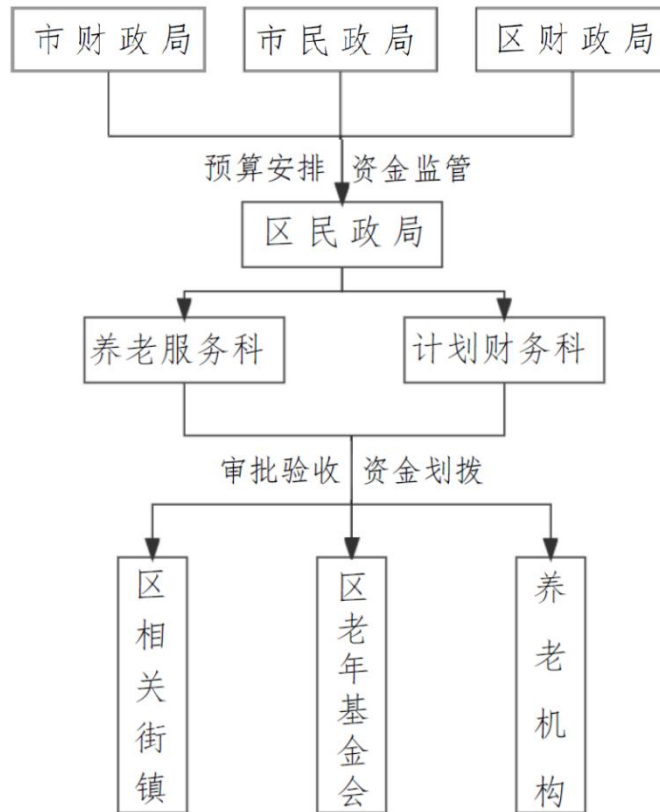 市财政局
市民政局
区财政局
预算安排 资金监管
区民政局
养老服务科
计划财务科
审批验收 资金划拨
区相关街镇
区老年基金会
养老机构